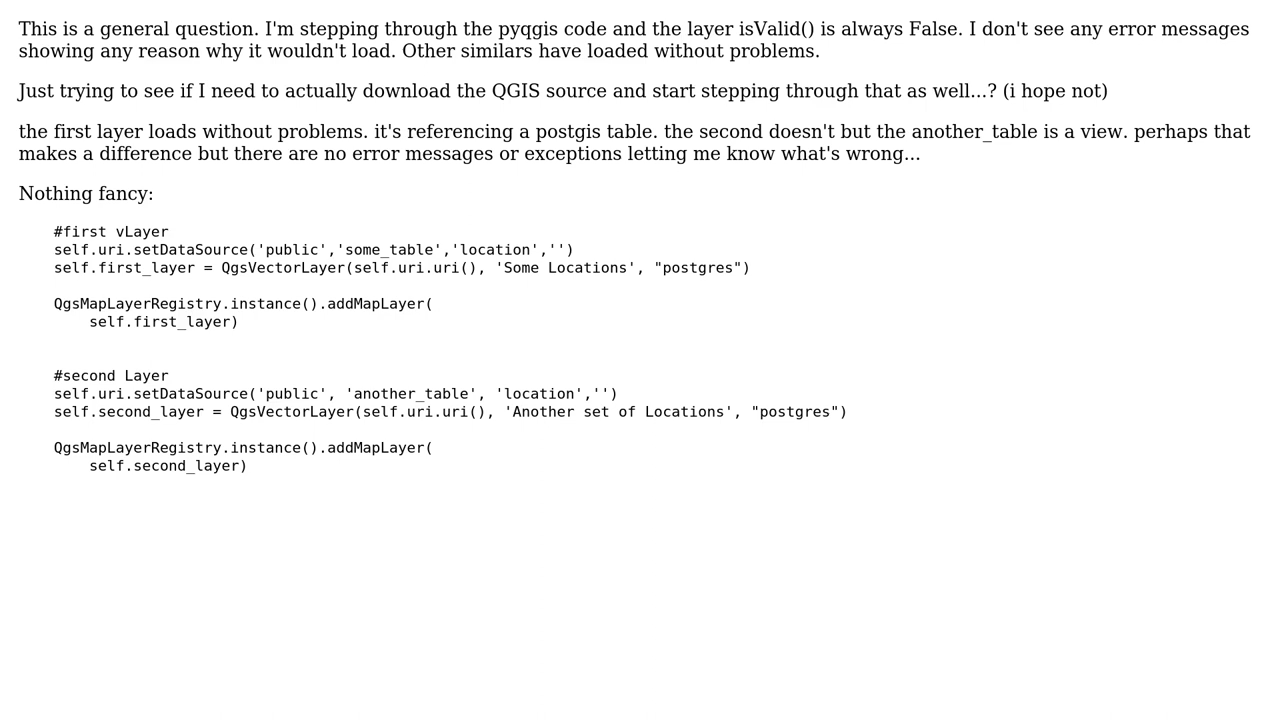 This is a general question. I'm stepping through the pyqgis code and the layer isValid() is always False. I don't see any error messages
showing any reason why it wouldn't load. Other similars have loaded without problems.
Just trying to see if I need to actually download the QGIS source and start stepping through that as well...? (i hope not)
the first layer loads without problems. it's referencing a postgis table. the second doesn't but the another_table is a view. perhaps that
makes a difference but there are no error messages or exceptions letting me know what's wrong...
Nothing fancy:
#first vLayer
self.uri.setDataSource('public','some_table','location','')
self.first_layer = QgsVectorLayer(self.uri.uri(), 'Some Locations', "postgres")
QgsMapLayerRegistry.instance().addMapLayer(
    self.first_layer)
#second Layer
self.uri.setDataSource('public', 'another_table', 'location','')
self.second_layer = QgsVectorLayer(self.uri.uri(), 'Another set of Locations', "postgres")
QgsMapLayerRegistry.instance().addMapLayer(
    self.second_layer)